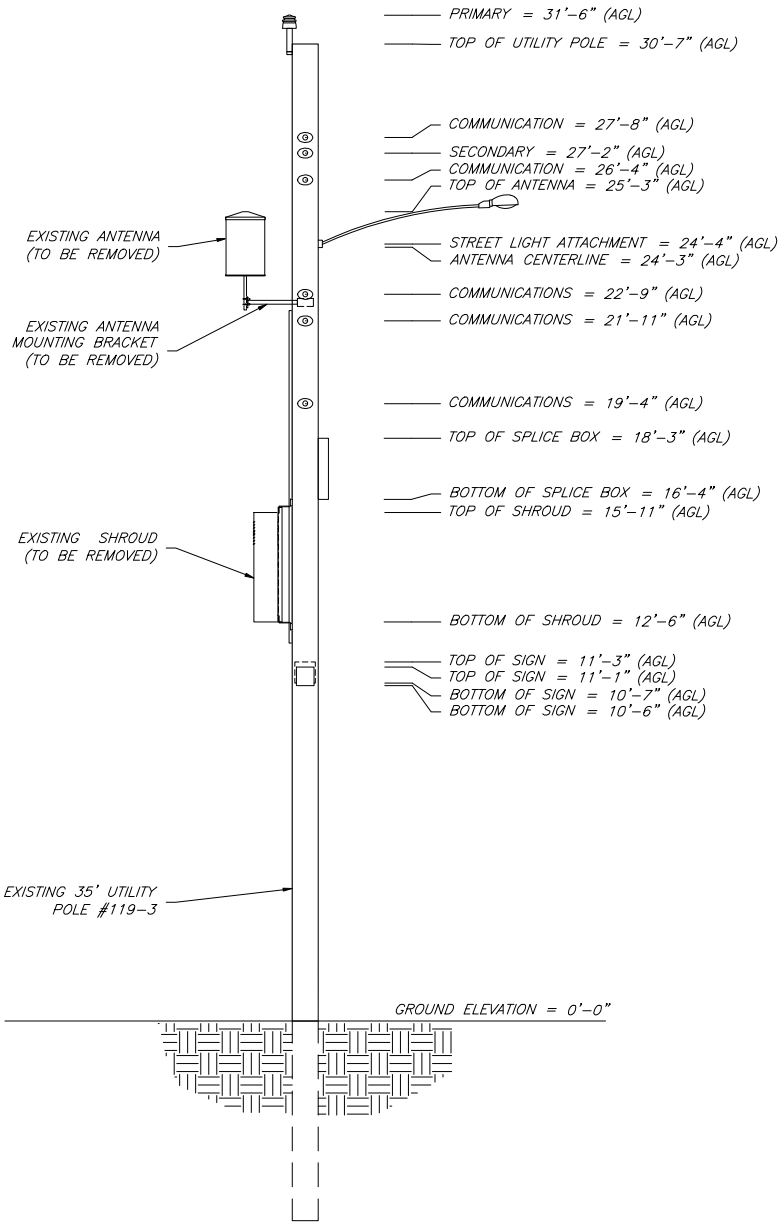 PRIMARY = 31'-6" (AGL)
TOP OF UTILITY POLE = 30'-7" (AGL)
COMMUNICATION = 27'-8" (AGL)
SECONDARY = 27'-2" (AGL)
COMMUNICATION = 26'-4" (AGL)
TOP OF ANTENNA = 25'-3" (AGL)
EXISTING ANTENNA
(TO BE REMOVED)
STREET LIGHT ATTACHMENT = 24'-4" (AGL)
ANTENNA CENTERLINE = 24'-3" (AGL)
COMMUNICATIONS = 22'-9" (AGL)
EXISTING ANTENNA
MOUNTING BRACKET
(TO BE REMOVED)
COMMUNICATIONS = 21'-11" (AGL)
COMMUNICATIONS = 19'-4" (AGL)
TOP OF SPLICE BOX = 18'-3" (AGL)
BOTTOM OF SPLICE BOX = 16'-4" (AGL)
TOP OF SHROUD = 15'-11" (AGL)
EXISTING SHROUD
(TO BE REMOVED)
BOTTOM OF SHROUD = 12'-6" (AGL)
TOP OF SIGN = 11'-3" (AGL)
TOP OF SIGN = 11'-1" (AGL)
BOTTOM OF SIGN = 10'-7" (AGL)
BOTTOM OF SIGN = 10'-6" (AGL)
EXISTING 35' UTILITY
POLE #119-3
GROUND ELEVATION = 0'-0"